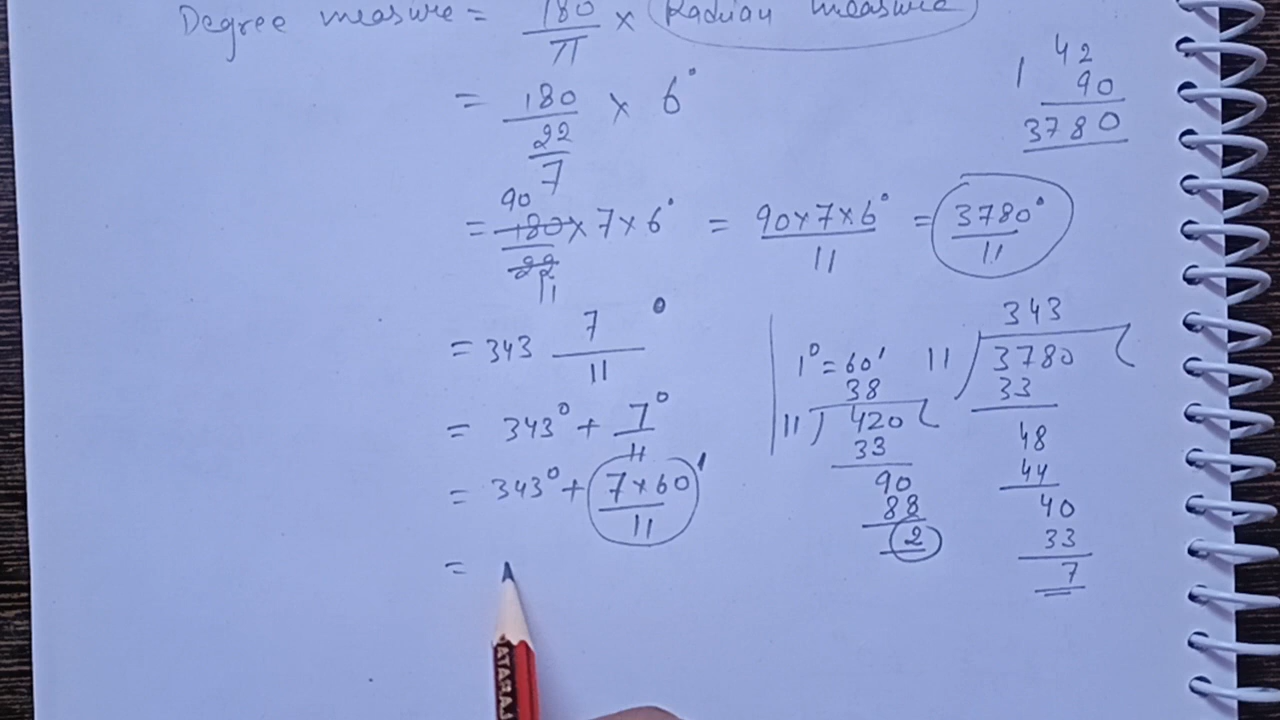 Degree measure = 180/π × Radian measure
= 180/(22/7) × 6°
= 180×7×6°/22 = 90×7×6°/11 = 3780°/11
90
11
= 343 7/11 °
= 343° + 7°/11
= 343° + (7×60/11)′
=
42
1 90
3780
1° = 60′
38
11) 420 (
33
90
88
2
343
11) 3780 (
33
48
44
40
33
7
NATARAJ